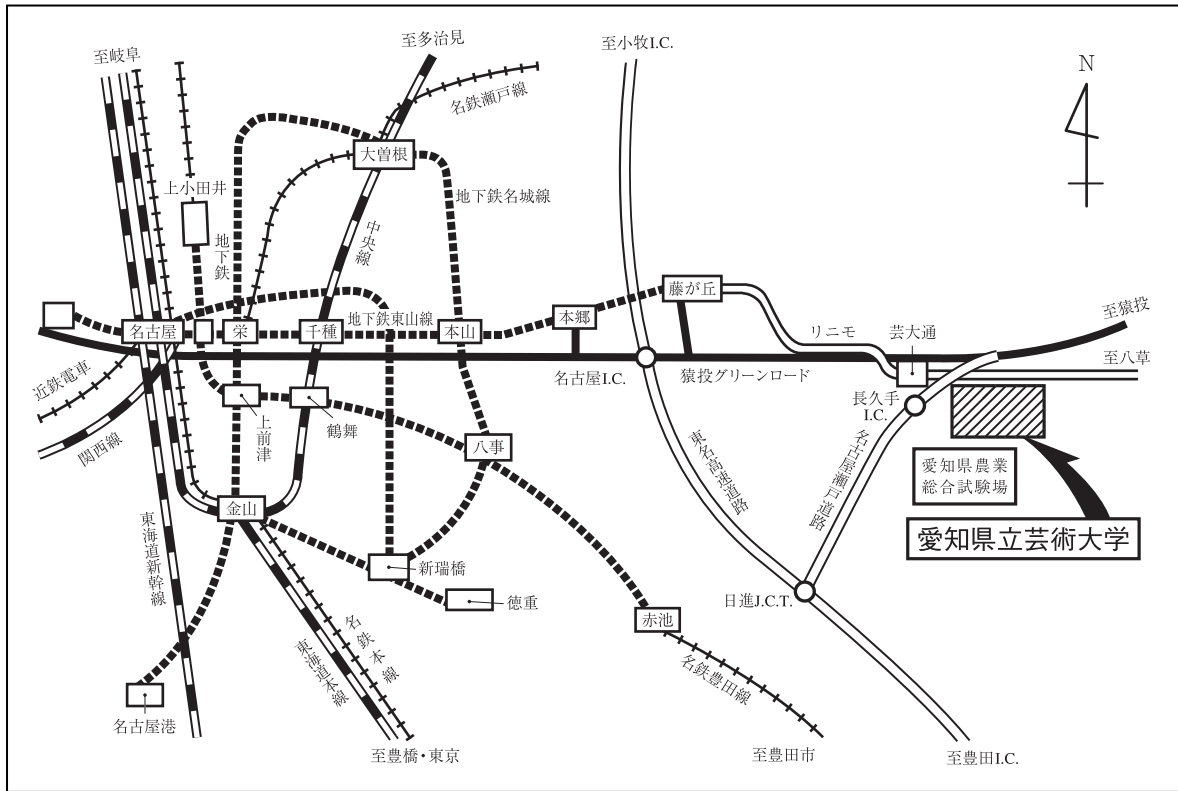 至岐阜
至多治見
至小牧I.C.
N
名鉄瀬戸線
大曽根
上小田井
地下鉄名城線
地下鉄
中央線
藤が丘
名古屋
栄
千種
地下鉄東山線
本山
本郷
リニモ
芸大通
至猿投
至八草
近鉄電車
関西線
名古屋I.C.
猿投グリーンロード
長久手
I.C.
上前津
鶴舞
八事
東名高速道路
名古屋瀬戸道路
愛知県農業
総合試験場
愛知県立芸術大学
金山
東海道新幹線
新瑞橋
徳重
日進J.C.T.
赤池
名鉄本線
東海道本線
名鉄豊田線
名古屋港
至豊橋・東京
至豊田市
至豊田I.C.